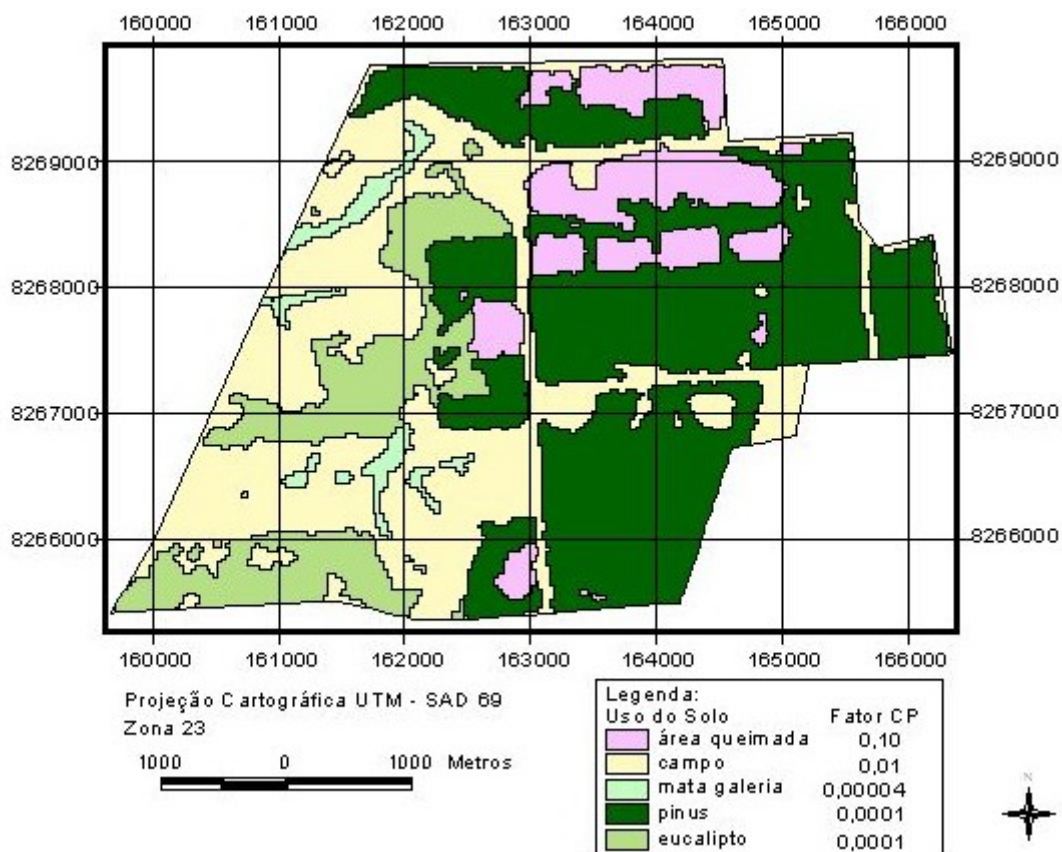 160000 161000 162000 163000 164000 165000 166000
8269000 8269000
8268000 8268000
8267000 8267000
8266000 8266000
160000 161000 162000 163000 164000 165000 166000
Projeção Cartográfica UTM - SAD 69
Zona 23
1000 0 1000 Metros
Legenda:
Uso do Solo Fator CP
área queimada 0,10
campo 0,01
mata galeria 0,00004
pinus 0,0001
eucalipto 0,0001
N